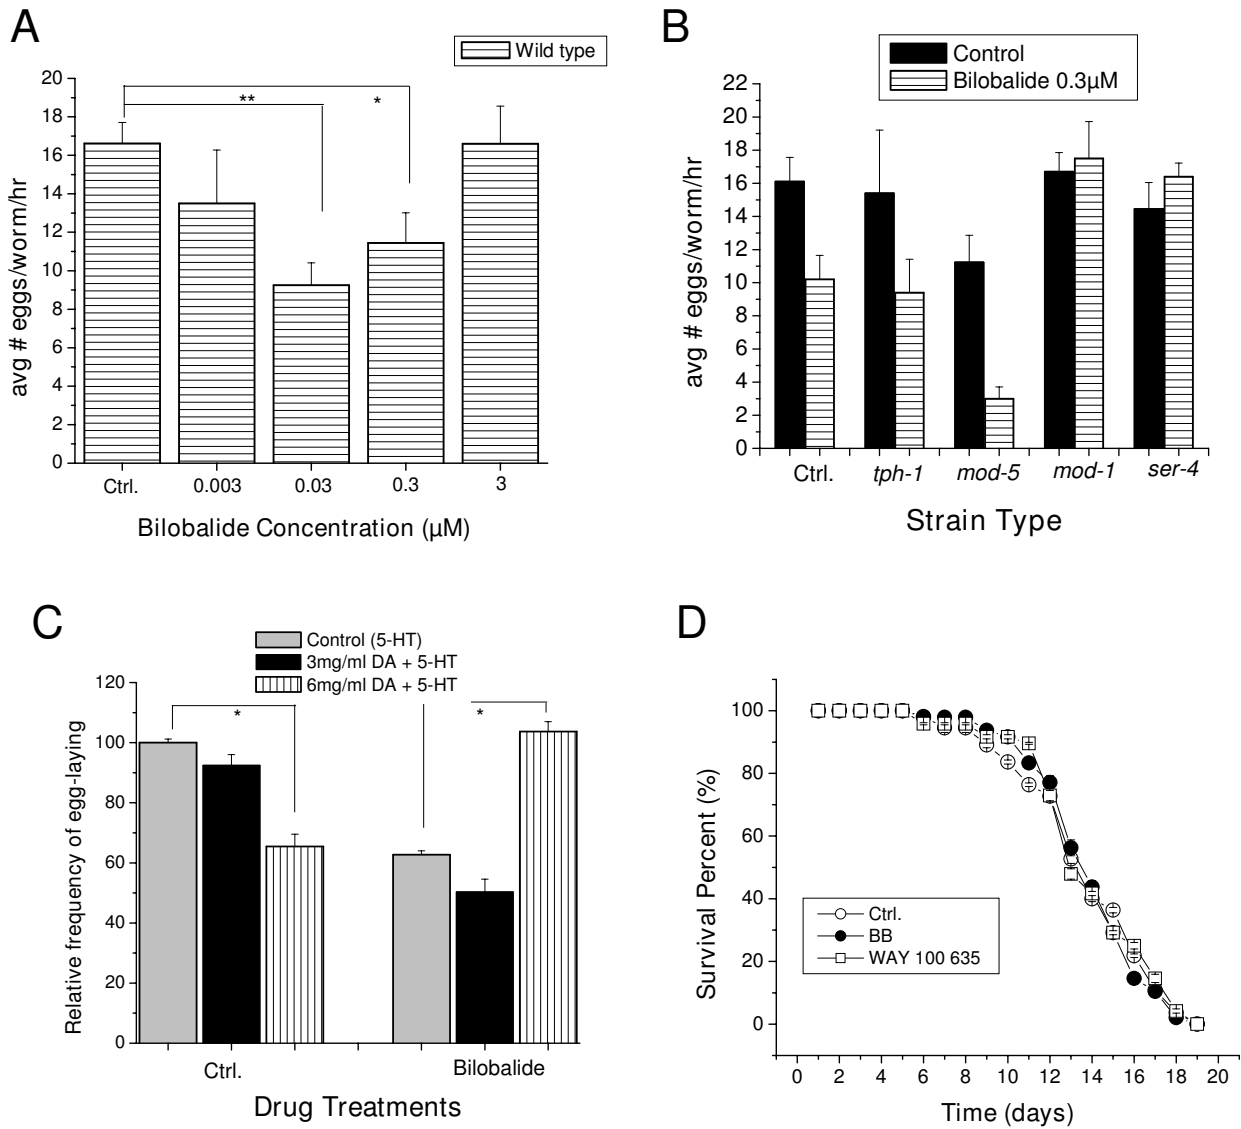 A
Wild type
20
18
16
14
12
10
8
6
4
2
0
avg # eggs/worm/hr
**
*
Ctrl. 0.003 0.03 0.3 3
Bilobalide Concentration (µM)
B
Control
Bilobalide 0.3µM
22
20
18
16
14
12
10
8
6
4
2
0
avg # eggs/worm/hr
Ctrl. tph-1 mod-5 mod-1 ser-4
Strain Type
C
Control (5-HT)
3mg/ml DA + 5-HT
6mg/ml DA + 5-HT
120
100
80
60
40
20
0
Relative frequency of egg-laying
*
*
Ctrl. Bilobalide
Drug Treatments
D
100
80
60
40
20
0
Survival Percent (%)
Ctrl.
BB
WAY 100 635
0 2 4 6 8 10 12 14 16 18 20
Time (days)